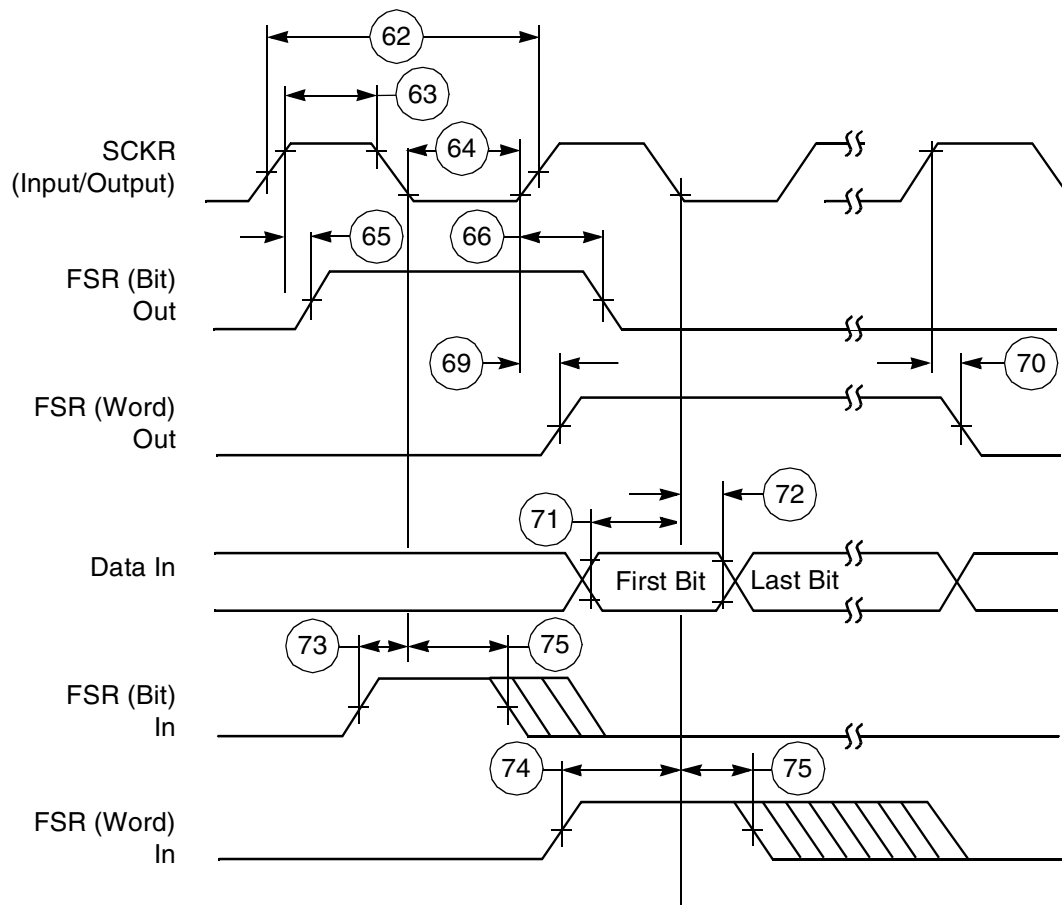 62
63
SCKR
(Input/Output)
64
65
66
FSR (Bit)
Out
69
70
FSR (Word)
Out
71
72
Data In
First Bit
Last Bit
73
75
FSR (Bit)
In
74
75
FSR (Word)
In